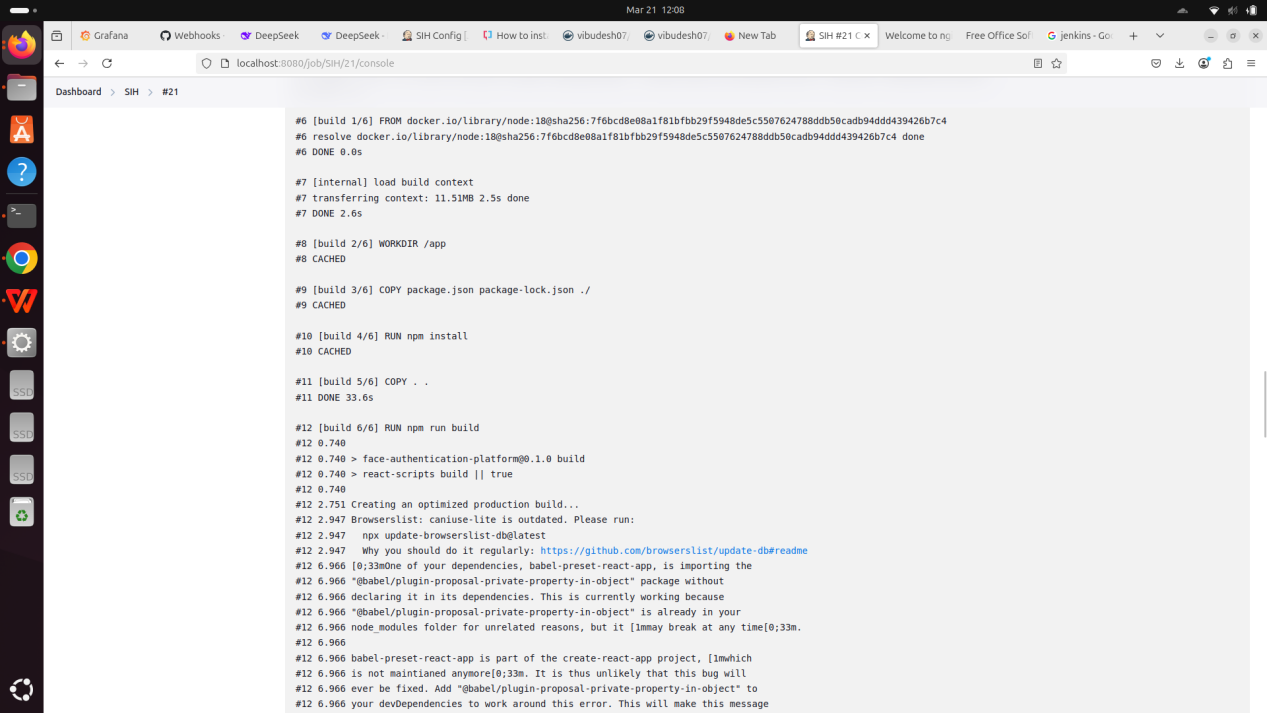 Mar 21 12:08
Grafana
Webhooks
DeepSeek
DeepSeek -
SIH Config [
How to inst
vibudesh07/
vibudesh07/
New Tab
SIH #21 C
Welcome to ng
Free Office Sof
jenkins - Goo
localhost:8080/job/SIH/21/console
Dashboard > SIH > #21
#6 [build 1/6] FROM docker.io/library/node:18@sha256:7f6bcd8e08a1f81bfbb29f5948de5c5507624788ddb50cadb94ddd439426b7c4
#6 resolve docker.io/library/node:18@sha256:7f6bcd8e08a1f81bfbb29f5948de5c5507624788ddb50cadb94ddd439426b7c4 done
#6 DONE 0.0s
#7 [internal] load build context
#7 transferring context: 11.51MB 2.5s done
#7 DONE 2.6s
#8 [build 2/6] WORKDIR /app
#8 CACHED
#9 [build 3/6] COPY package.json package-lock.json ./
#9 CACHED
#10 [build 4/6] RUN npm install
#10 CACHED
#11 [build 5/6] COPY . .
#11 DONE 33.6s
#12 [build 6/6] RUN npm run build
#12 0.740
#12 0.740 > face-authentication-platform@0.1.0 build
#12 0.740 > react-scripts build || true
#12 0.740
#12 2.751 Creating an optimized production build...
#12 2.947 Browserslist: caniuse-lite is outdated. Please run:
#12 2.947   npx update-browserslist-db@latest
#12 2.947   Why you should do it regularly: https://github.com/browserslist/update-db#readme
#12 6.966 [0;33mOne of your dependencies, babel-preset-react-app, is importing the
#12 6.966 "@babel/plugin-proposal-private-property-in-object" package without
#12 6.966 declaring it in its dependencies. This is currently working because
#12 6.966 "@babel/plugin-proposal-private-property-in-object" is already in your
#12 6.966 node_modules folder for unrelated reasons, but it [1mmay break at any time[0;33m.
#12 6.966
#12 6.966 babel-preset-react-app is part of the create-react-app project, [1mwhich
#12 6.966 is not maintianed anymore[0;33m. It is thus unlikely that this bug will
#12 6.966 ever be fixed. Add "@babel/plugin-proposal-private-property-in-object" to
#12 6.966 your devDependencies to work around this error. This will make this message
SSD
SSD
SSD